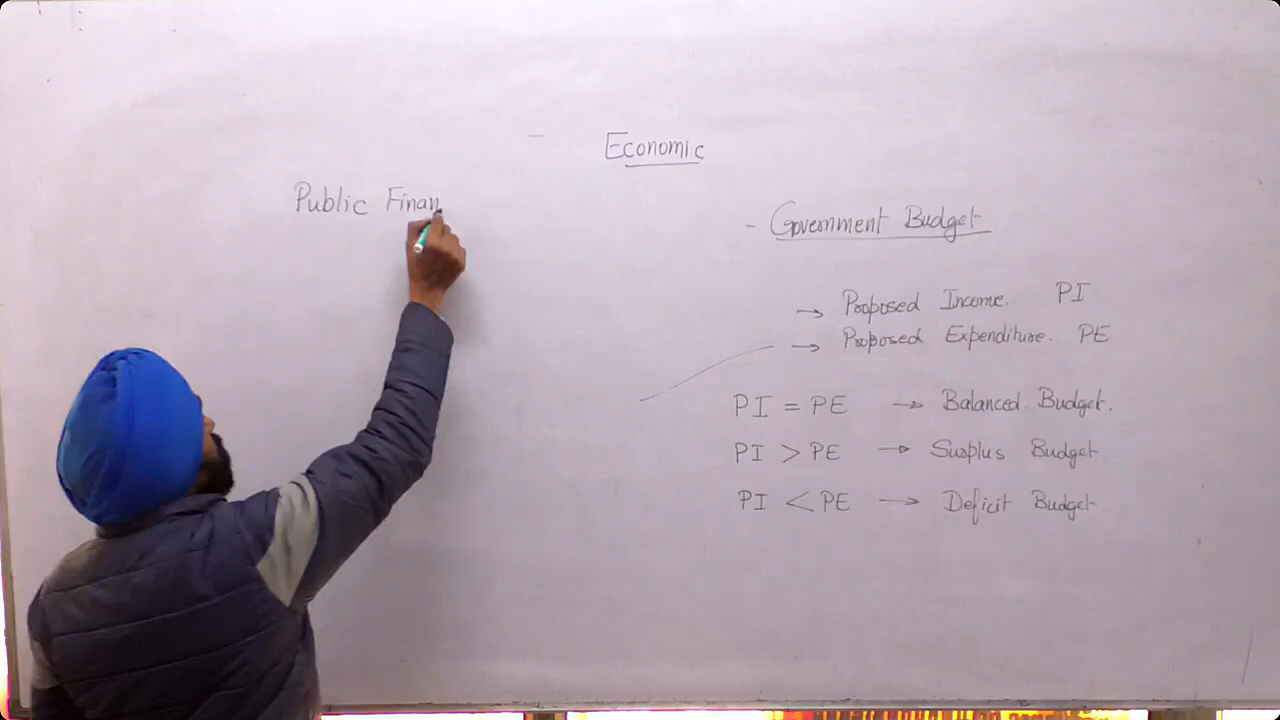 Economic
Public Finan
- Government Budget
→ Proposed Income. PI
→ Proposed Expenditure. PE
PI = PE → Balanced Budget.
PI > PE → Surplus Budget
PI < PE → Deficit Budget.